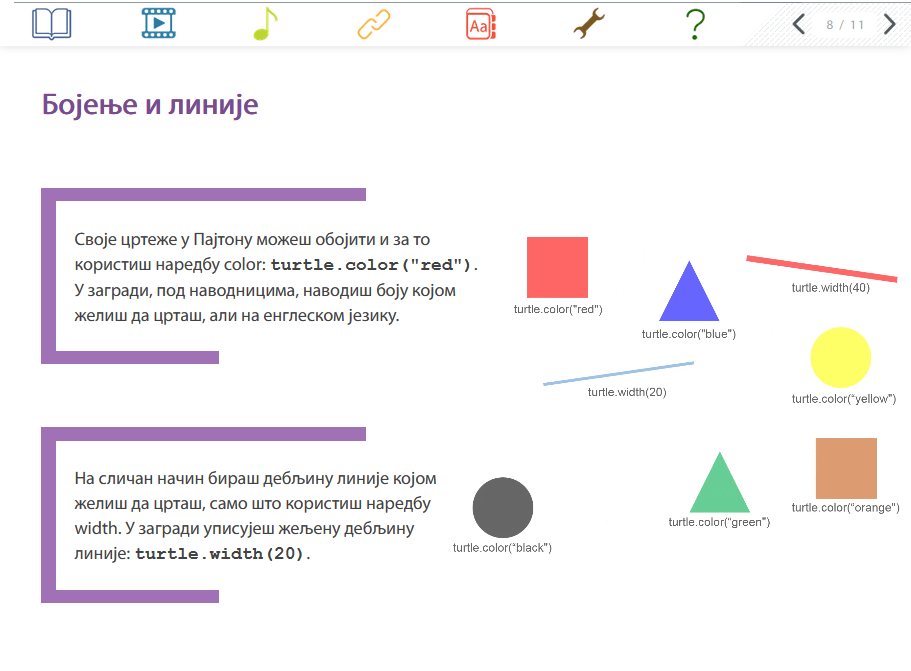 Aa
8 / 11
Бојење и линије
Своје цртеже у Пајтону можеш обојити и за то
користиш наредбу color: turtle.color("red").
У загради, под наводницима, наводиш боју којом
желиш да црташ, али на енглеском језику.
turtle.color("red")
turtle.color("blue")
turtle.width(40)
turtle.width(20)
turtle.color(“yellow”)
На сличан начин бираш дебљину линије којом
желиш да црташ, само што користиш наредбу
width. У загради уписујеш жељену дебљину
линије: turtle.width(20).
turtle.color(“black”)
turtle.color(“green”)
turtle.color(“orange”)